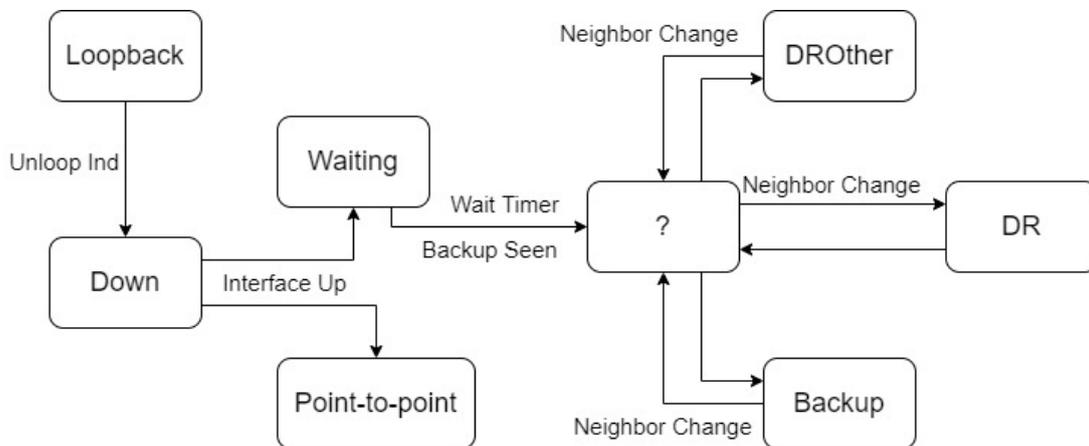 Loopback
Neighbor Change
DROther
Unloop Ind
Waiting
Wait Timer
Backup Seen
?
Neighbor Change
DR
Down
Interface Up
Point-to-point
Backup
Neighbor Change